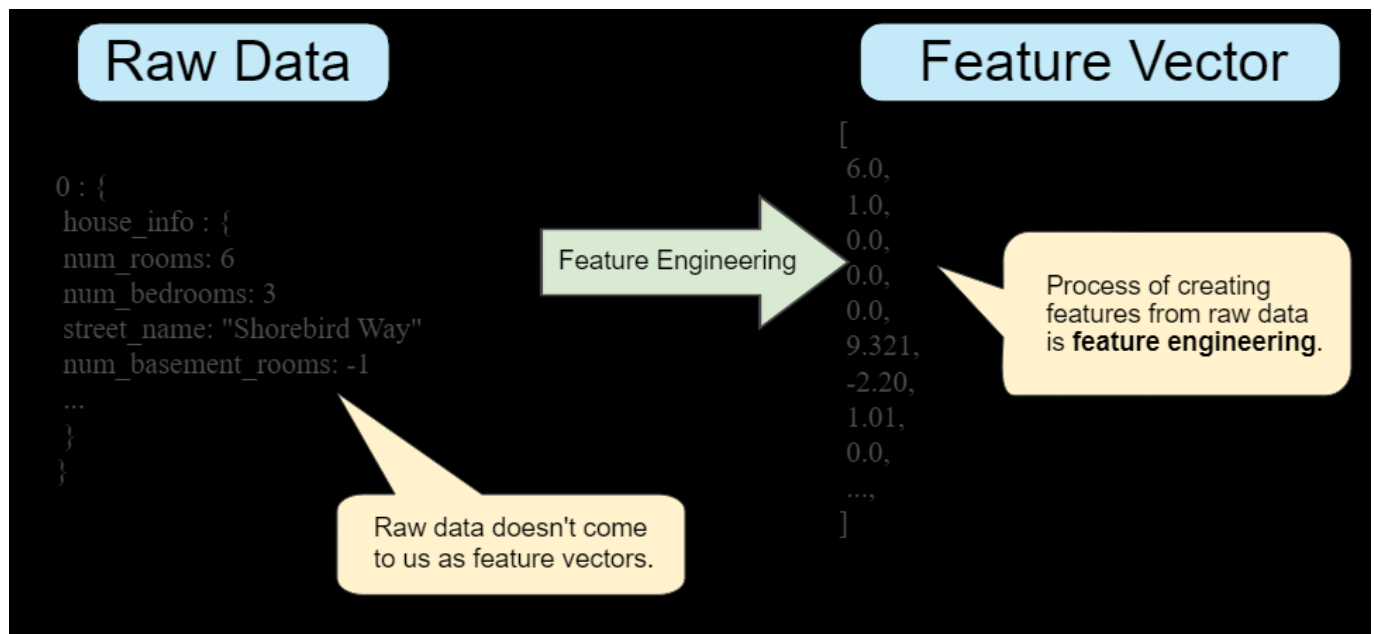 Raw Data
0 : {
house_info : {
num_rooms: 6
num_bedrooms: 3
street_name: "Shorebird Way"
num_basement_rooms: -1
...
}
}
Raw data doesn't come
to us as feature vectors.
Feature Engineering
Feature Vector
[
6.0,
1.0,
0.0,
0.0,
0.0,
9.321,
-2.20,
1.01,
0.0,
...,
]
Process of creating
features from raw data
is feature engineering.